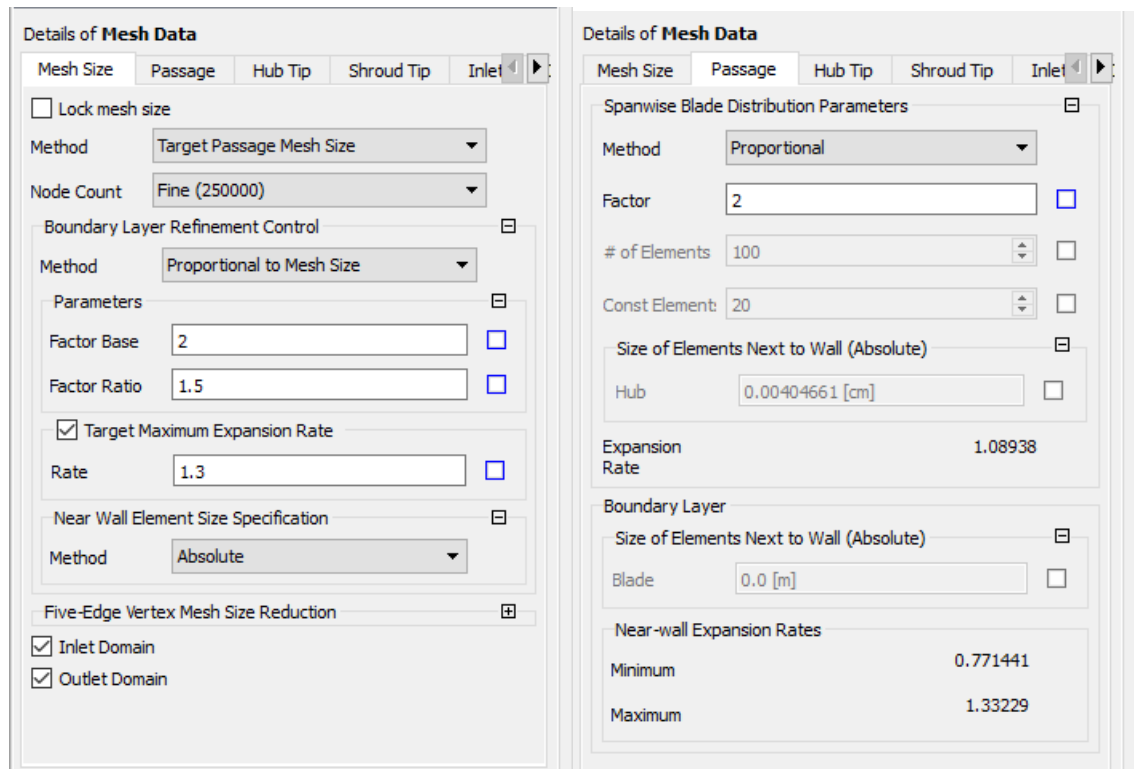 Details of Mesh Data
Mesh Size Passage Hub Tip Shroud Tip Inlet
Lock mesh size
Method Target Passage Mesh Size
Node Count Fine (250000)
Boundary Layer Refinement Control
Method Proportional to Mesh Size
Parameters
Factor Base 2
Factor Ratio 1.5
Target Maximum Expansion Rate
Rate 1.3
Near Wall Element Size Specification
Method Absolute
Five-Edge Vertex Mesh Size Reduction
Inlet Domain
Outlet Domain
Details of Mesh Data
Mesh Size Passage Hub Tip Shroud Tip Inlet
Spanwise Blade Distribution Parameters
Method Proportional
Factor 2
# of Elements 100
Const Element: 20
Size of Elements Next to Wall (Absolute)
Hub 0.00404661 [cm]
Expansion 1.08938
Rate
Boundary Layer
Size of Elements Next to Wall (Absolute)
Blade 0.0 [m]
Near-wall Expansion Rates
Minimum 0.771441
Maximum 1.33229